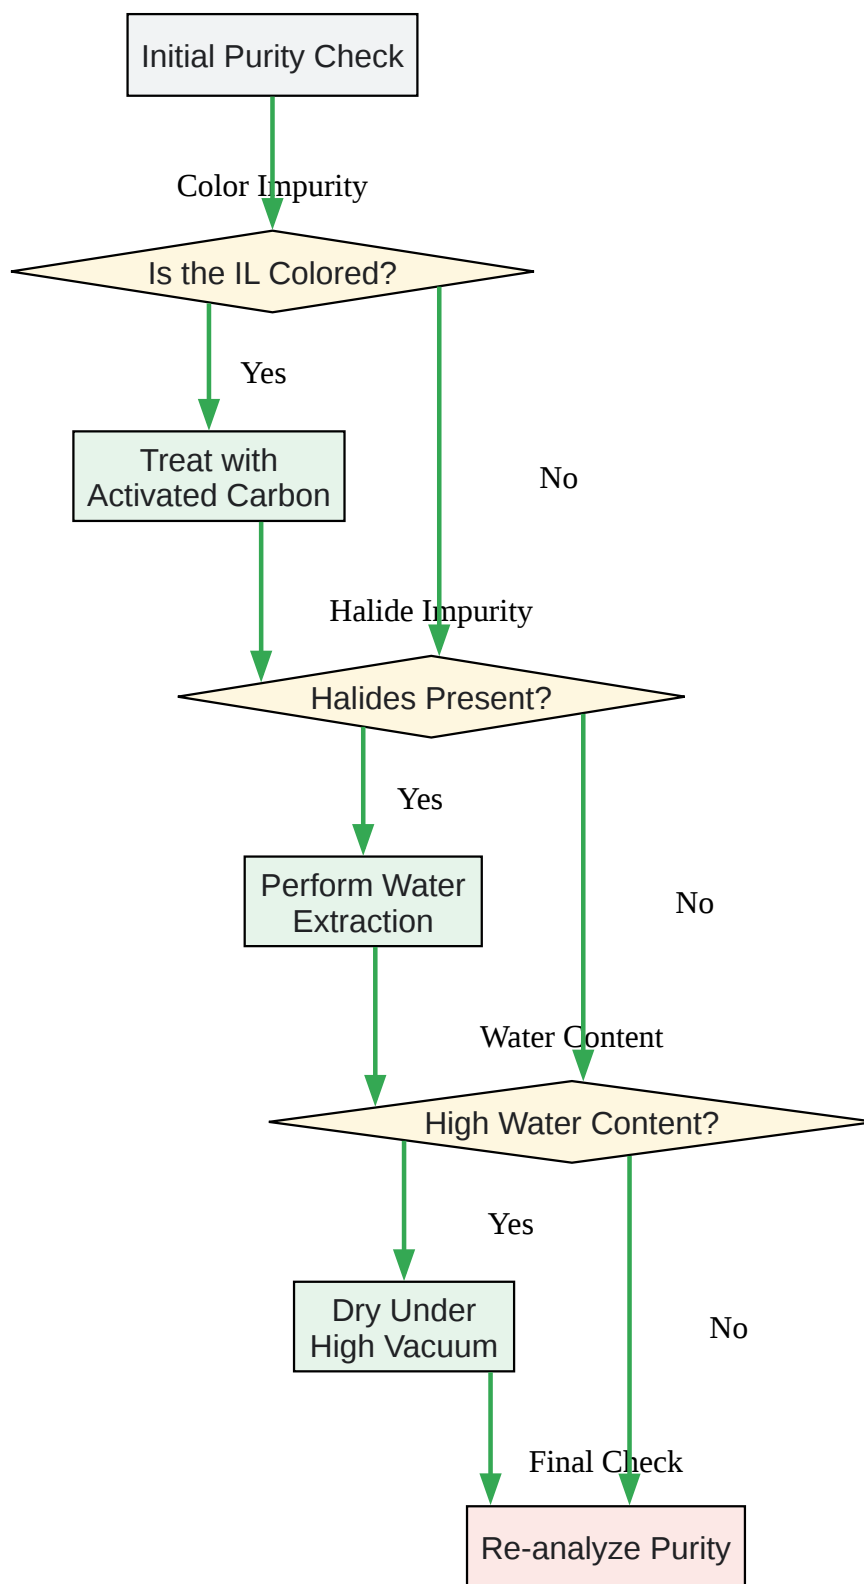 Initial Purity Check
Color Impurity
Is the IL Colored?
Yes
Treat with
Activated Carbon
No
Halide Impurity
Halides Present?
Yes
Perform Water
Extraction
No
Water Content
High Water Content?
Yes
Dry Under
High Vacuum
No
Final Check
Re-analyze Purity